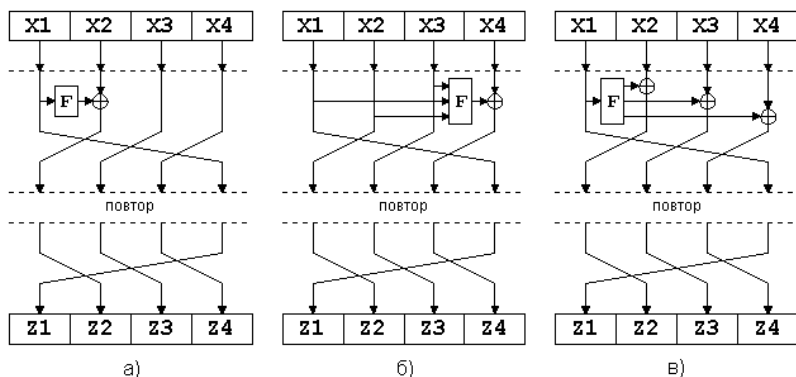 X1 X2 X3 X4 X1 X2 X3 X4 X1 X2 X3 X4
F F F
повтор повтор повтор
Z1 Z2 Z3 Z4 Z1 Z2 Z3 Z4 Z1 Z2 Z3 Z4
а) б) в)